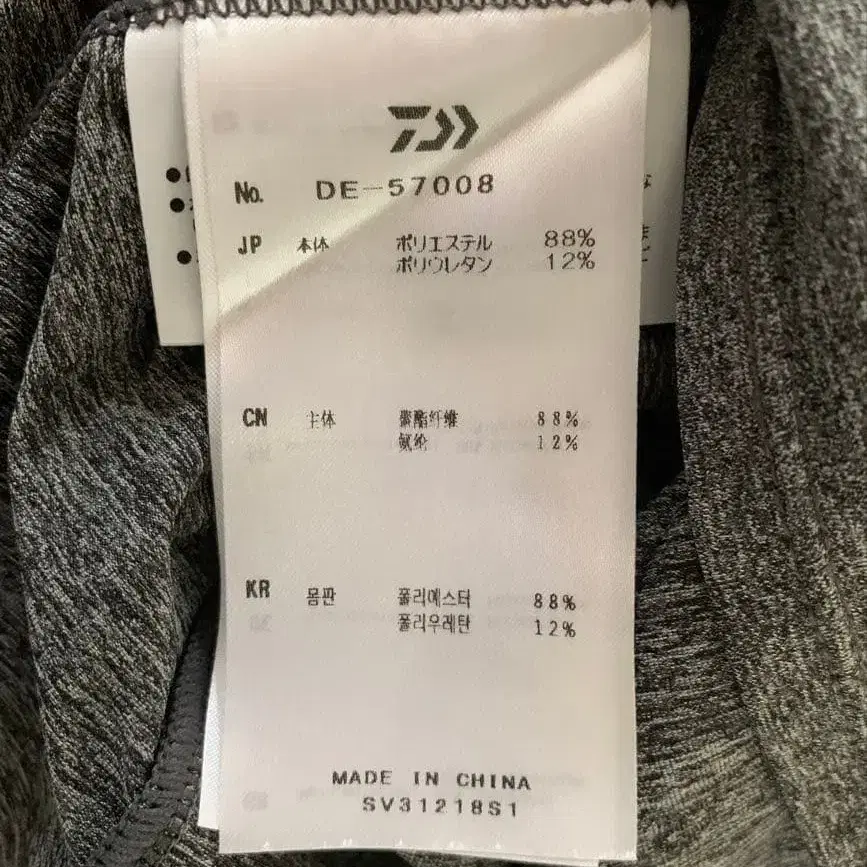 No. DE-57008
JP 本体 ポリエステル 88%
ポリウレタン 12%
CN 主体 聚酯纤维 88%
氨纶 12%
KR 몸판 폴리에스터 88%
폴리우레탄 12%
MADE IN CHINA
SV31218S1